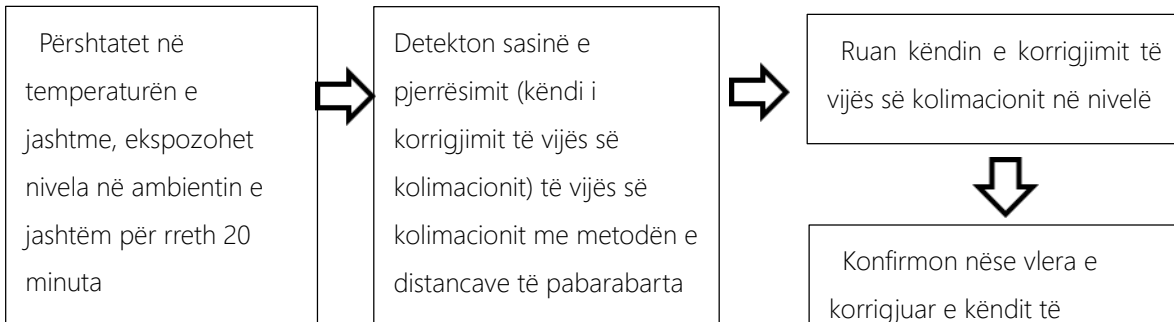 Përshtatet në
temperaturën e
jashtme, ekspozohet
nivela në ambientin e
jashtëm për rreth 20
minuta
Detekton sasinë e
pjerrësimit (këndi i
korrigjimit të vijës së
kolimacionit) të vijës së
kolimacionit me metodën e
distancave të pabarabarta
Ruan këndin e korrigjimit të
vijës së kolimacionit në nivelë
Konfirmon nëse vlera e
korrigjuar e këndit të